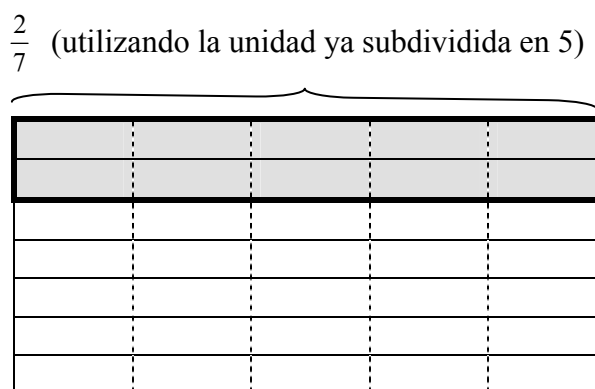 2/7 (utilizando la unidad ya subdividida en 5)